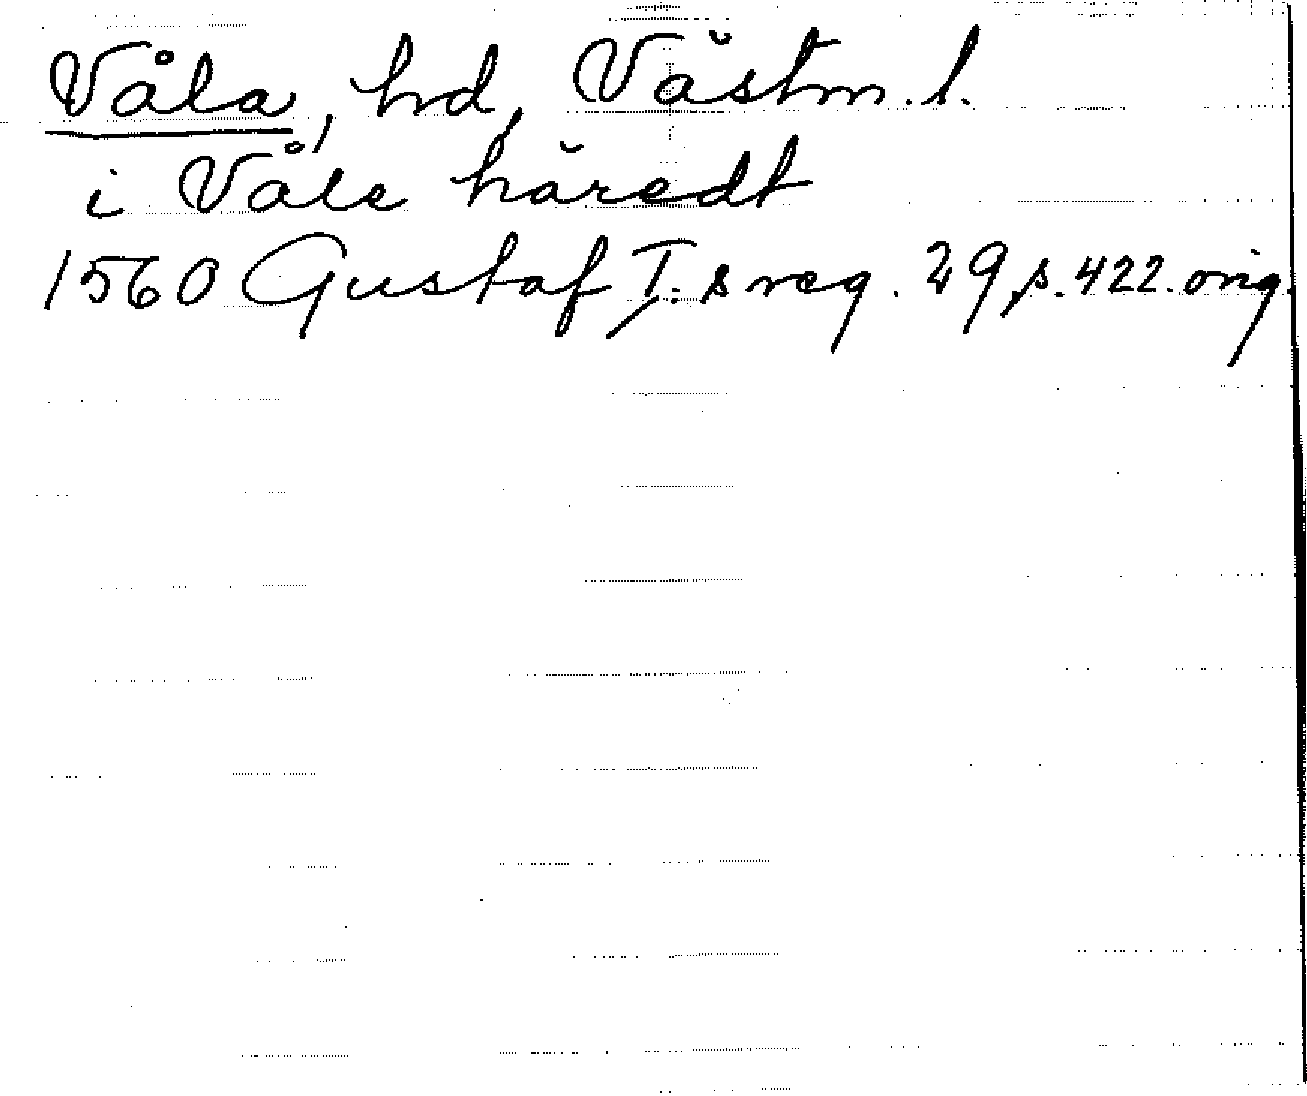 Våla, hd, Västm. l.
i Våle häredt
1560 Gustaf I:s reg. 29, s. 422. orig.